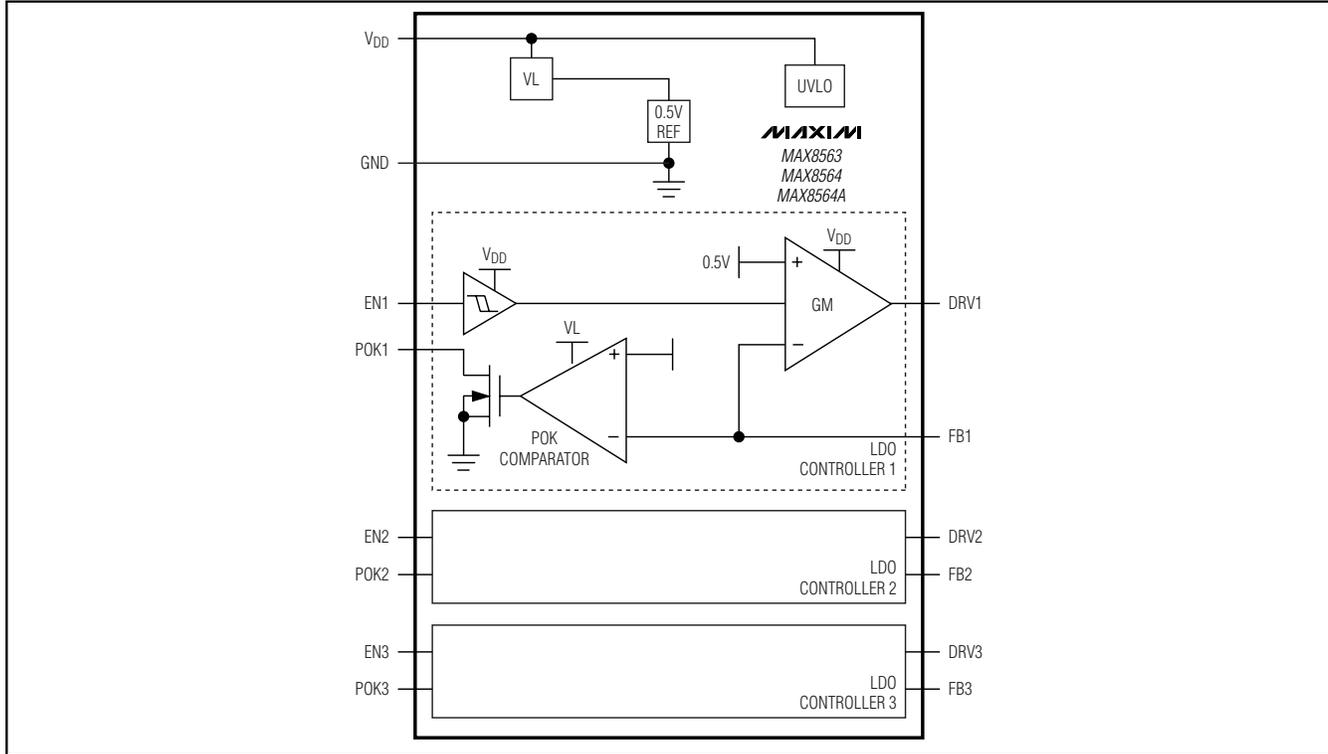 VDD
VL
UVLO
0.5V
REF
MAXIM
MAX8563
MAX8564
MAX8564A
GND
VDD
VDD
0.5V
+
EN1
GM
DRV1
VL
POK1
+
−
POK
COMPARATOR
−
FB1
LDO
CONTROLLER 1
EN2
DRV2
POK2
LDO
CONTROLLER 2
FB2
EN3
DRV3
POK3
LDO
CONTROLLER 3
FB3